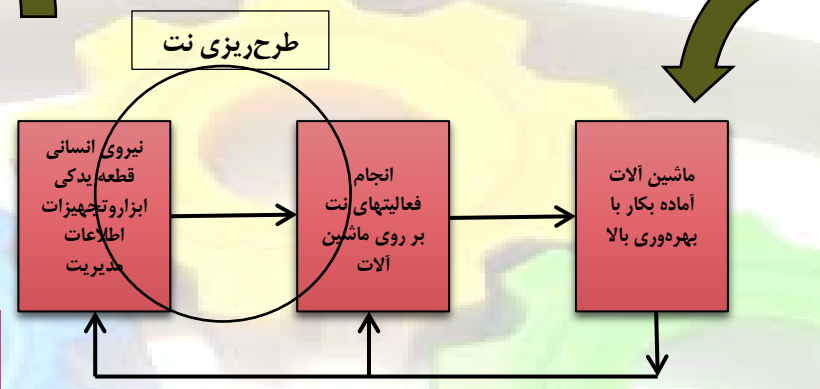 طرح‌ریزی نت
نیروی انسانی
قطعه یدکی
ابزاروتجهیزات
اطلاعات
مدیریت
انجام
فعالیتهای نت
بر روی ماشین
آلات
ماشین آلات
آماده بکار با
بهره‌وری بالا